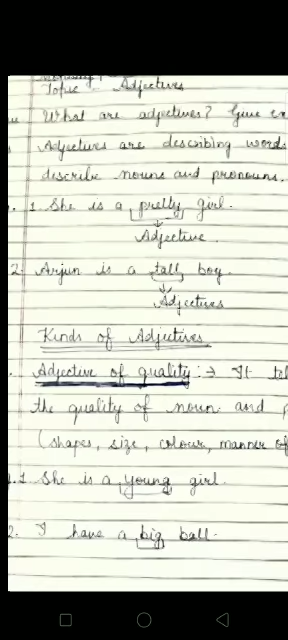 Topic - Adjectives
What are adjectives? Give
Adjectives are describing words
describe nouns and pronouns.
1. She is a pretty girl.
Adjective
2. Arjun is a tall boy.
Adjectives
Kinds of Adjectives
Adjective of quality :→ It
the quality of noun and
(shapes, size, colour, manner of
.1. She is a young girl.
2. I have a big ball.